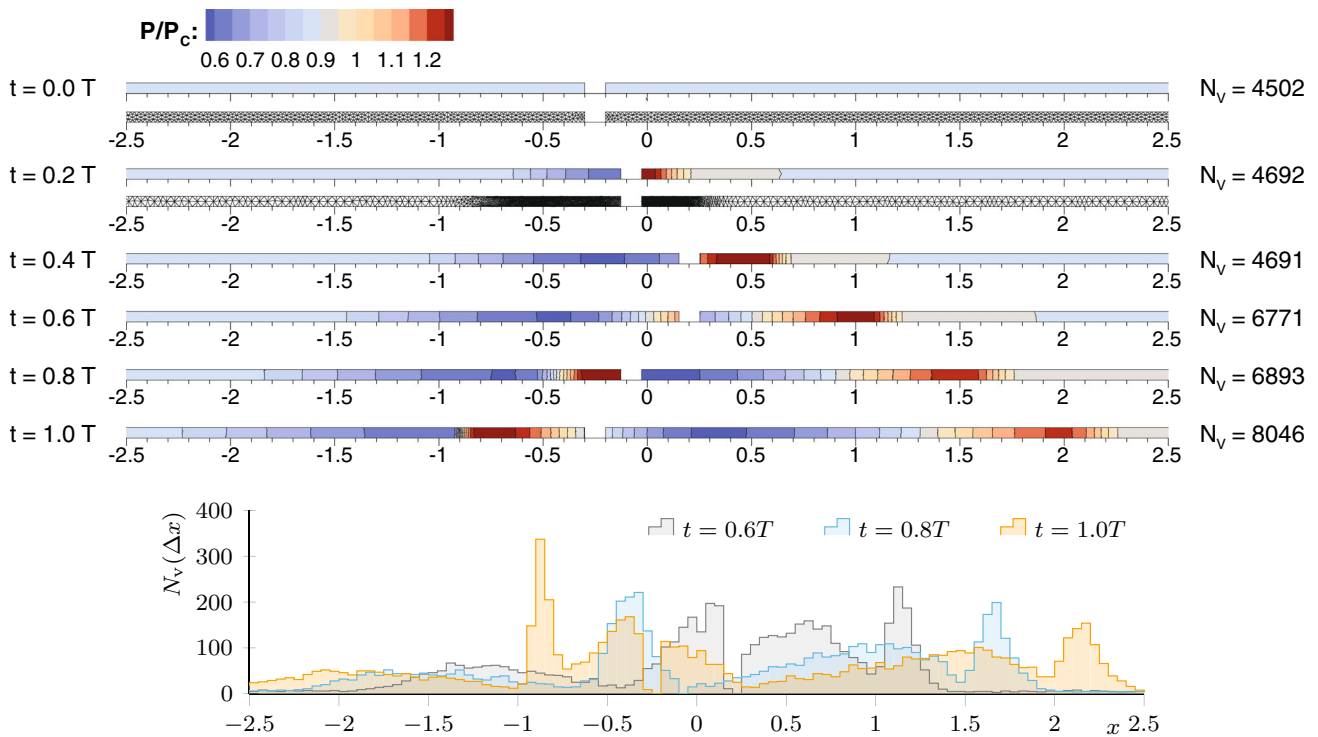 P/P_C:
0.6 0.7 0.8 0.9 1 1.1 1.2
t = 0.0 T N_V = 4502
-2.5 -2 -1.5 -1 -0.5 0 0.5 1 1.5 2 2.5
t = 0.2 T N_V = 4692
-2.5 -2 -1.5 -1 -0.5 0 0.5 1 1.5 2 2.5
t = 0.4 T N_V = 4691
-2.5 -2 -1.5 -1 -0.5 0 0.5 1 1.5 2 2.5
t = 0.6 T N_V = 6771
-2.5 -2 -1.5 -1 -0.5 0 0.5 1 1.5 2 2.5
t = 0.8 T N_V = 6893
-2.5 -2 -1.5 -1 -0.5 0 0.5 1 1.5 2 2.5
t = 1.0 T N_V = 8046
-2.5 -2 -1.5 -1 -0.5 0 0.5 1 1.5 2 2.5
N_v(Δx)
400
300
200
100
0
t = 0.6T t = 0.8T t = 1.0T
−2.5 −2 −1.5 −1 −0.5 0 0.5 1 1.5 x 2 2.5